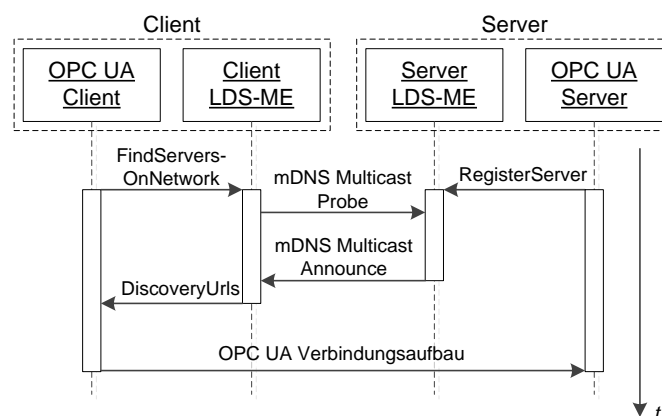 Client
Server
OPC UA
Client
Client
LDS-ME
Server
LDS-ME
OPC UA
Server
FindServers-
OnNetwork
mDNS Multicast
Probe
RegisterServer
mDNS Multicast
Announce
DiscoveryUrls
OPC UA Verbindungsaufbau
t